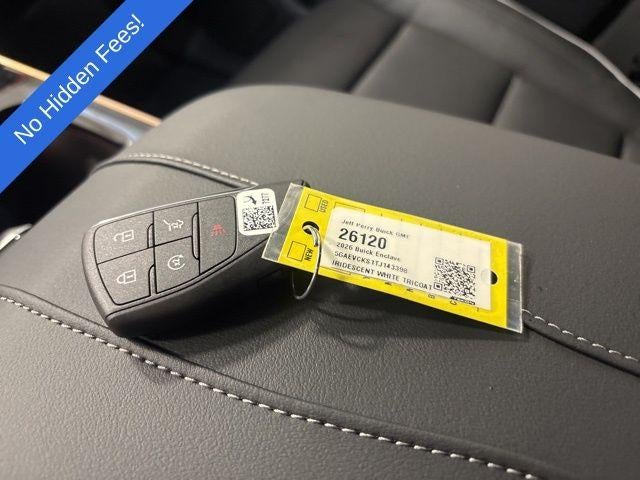 No Hidden Fees!
USED
NEW
Jeff Perry Buick GMC
26120
2026 Buick Enclave
5GAEVCKS1TJ143398
IRIDESCENT WHITE TRICOAT